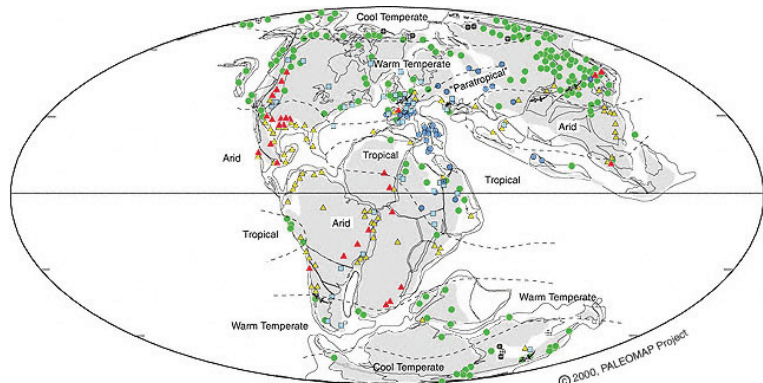 Cool Temperate
Warm Temperate
Paratropical
Arid
Arid
Tropical
Tropical
Tropical
Arid
Warm Temperate
Warm Temperate
Cool Temperate
© 2000, PALEOMAP Project